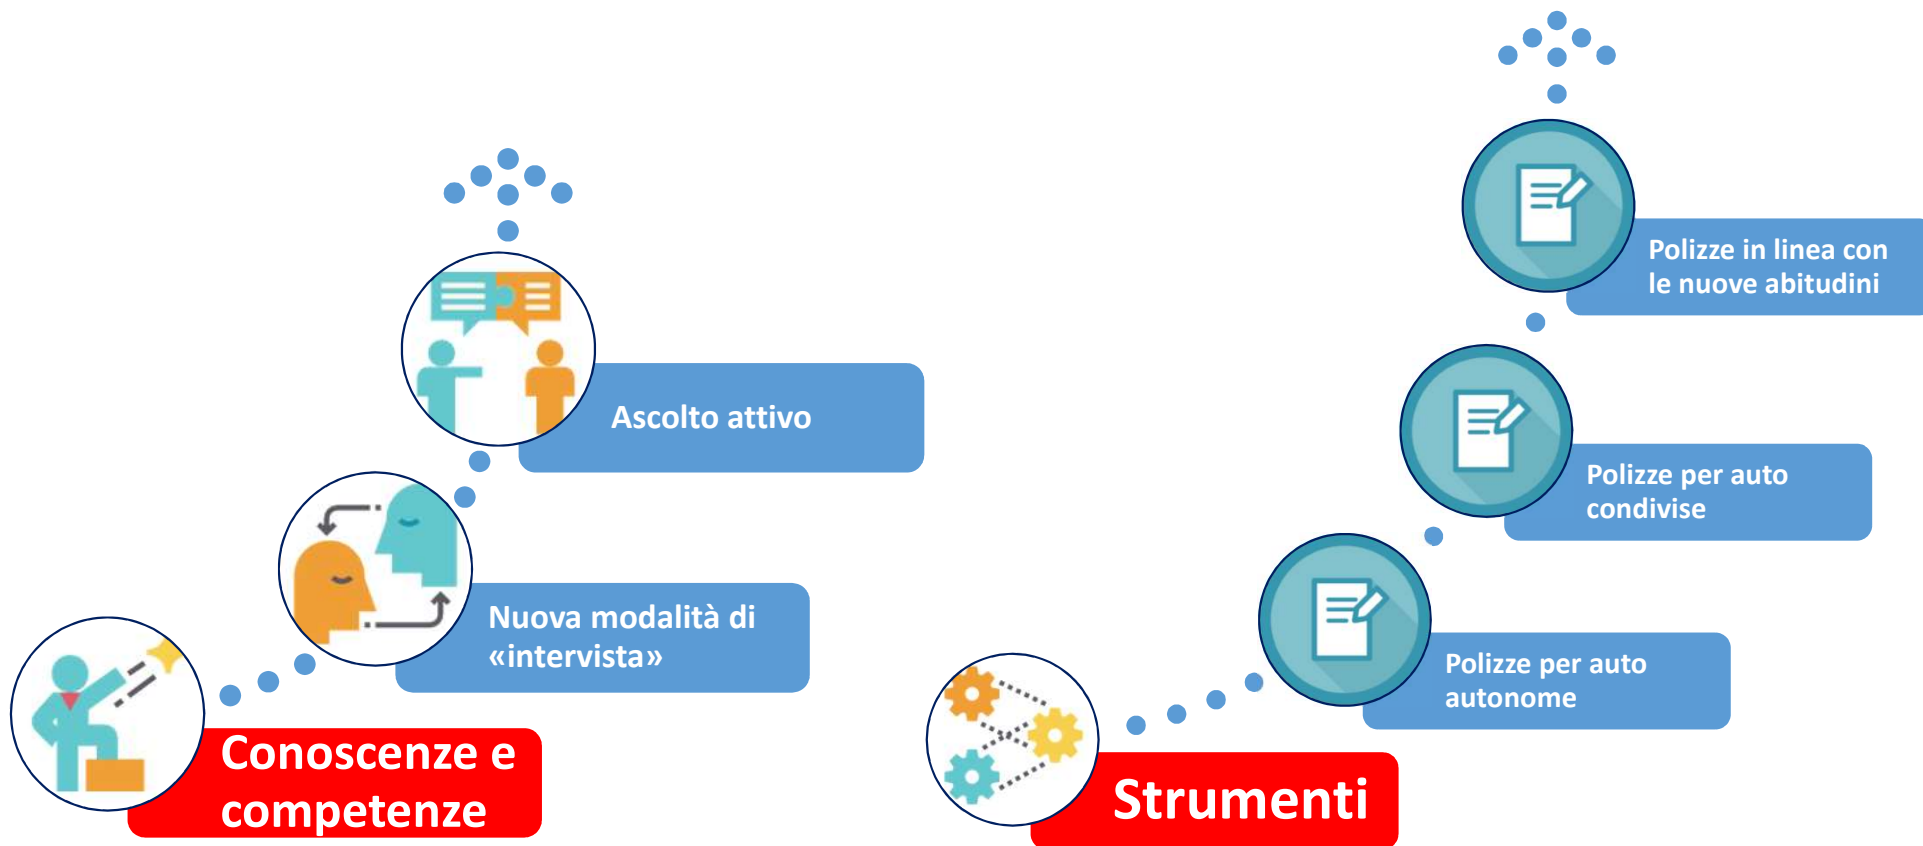 Ascolto attivo
Nuova modalità di
«intervista»
Conoscenze e
competenze
Polizze in linea con
le nuove abitudini
Polizze per auto
condivise
Polizze per auto
autonome
Strumenti